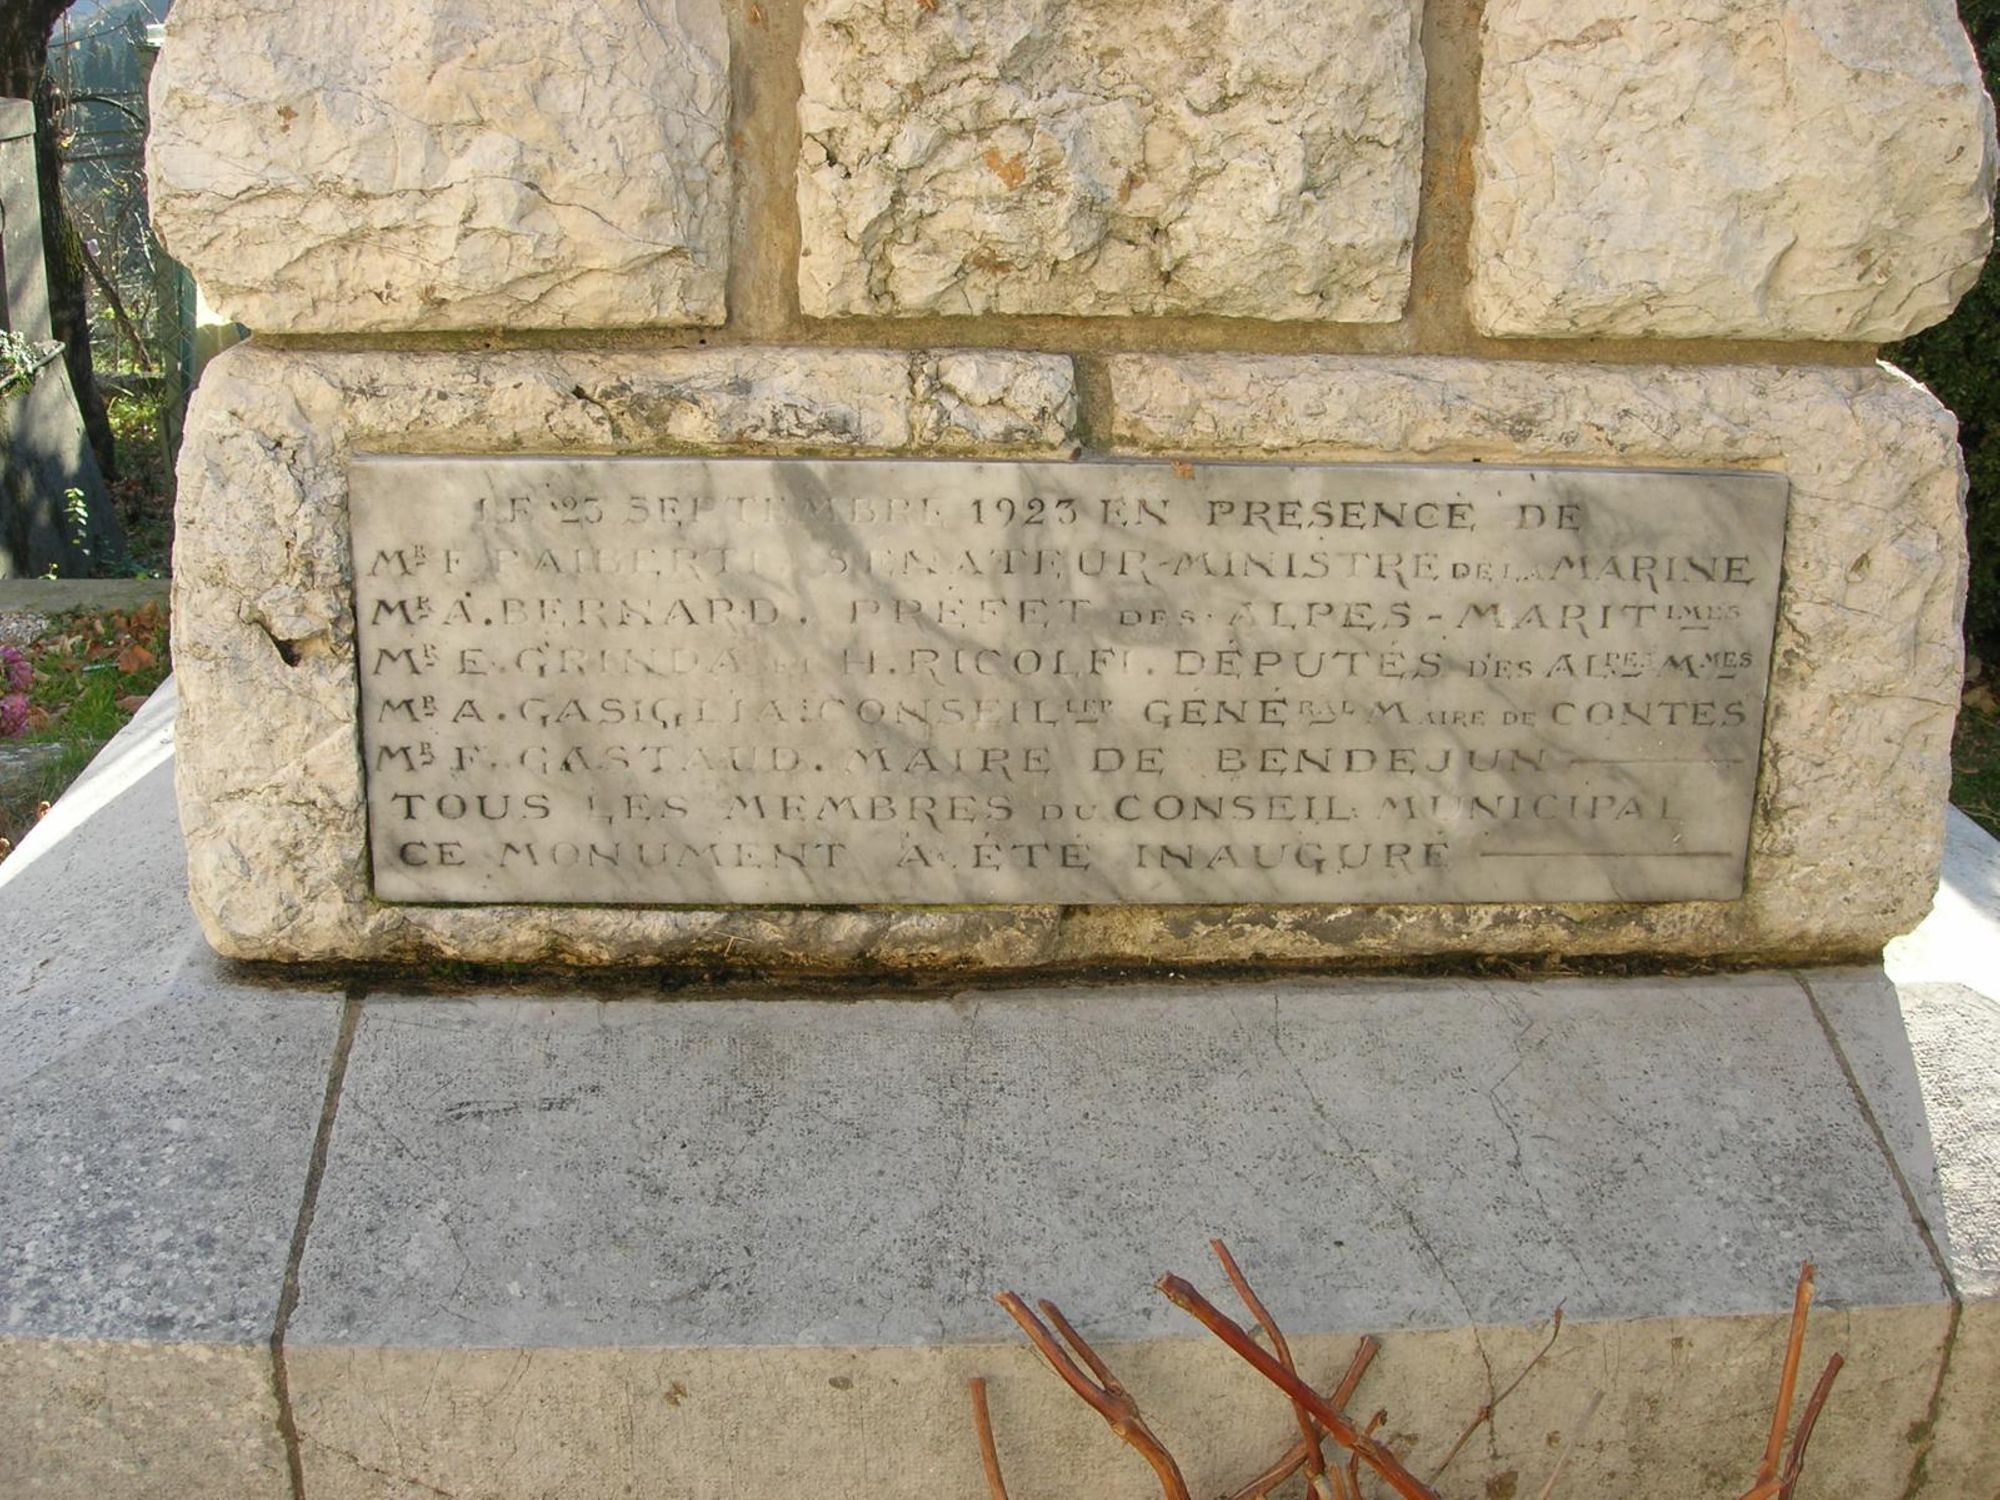 LE 23 SEPTEMBRE 1923 EN PRESENCE DE
MR F. RAIBERTI SENATEUR-MINISTRE DE LA MARINE
MR A. BERNARD. PRÉFET DES ALPES-MARITIMES
MRS E. GRINDA ET H. RICOLFI. DÉPUTÉS DES ALPES MMES
MR A. GASIGLIA. CONSEILLER GÉNÉRAL MAIRE DE CONTES
MR F. GASTAUD. MAIRE DE BENDEJUN
TOUS LES MEMBRES DU CONSEIL MUNICIPAL
CE MONUMENT A ÉTÉ INAUGURÉ